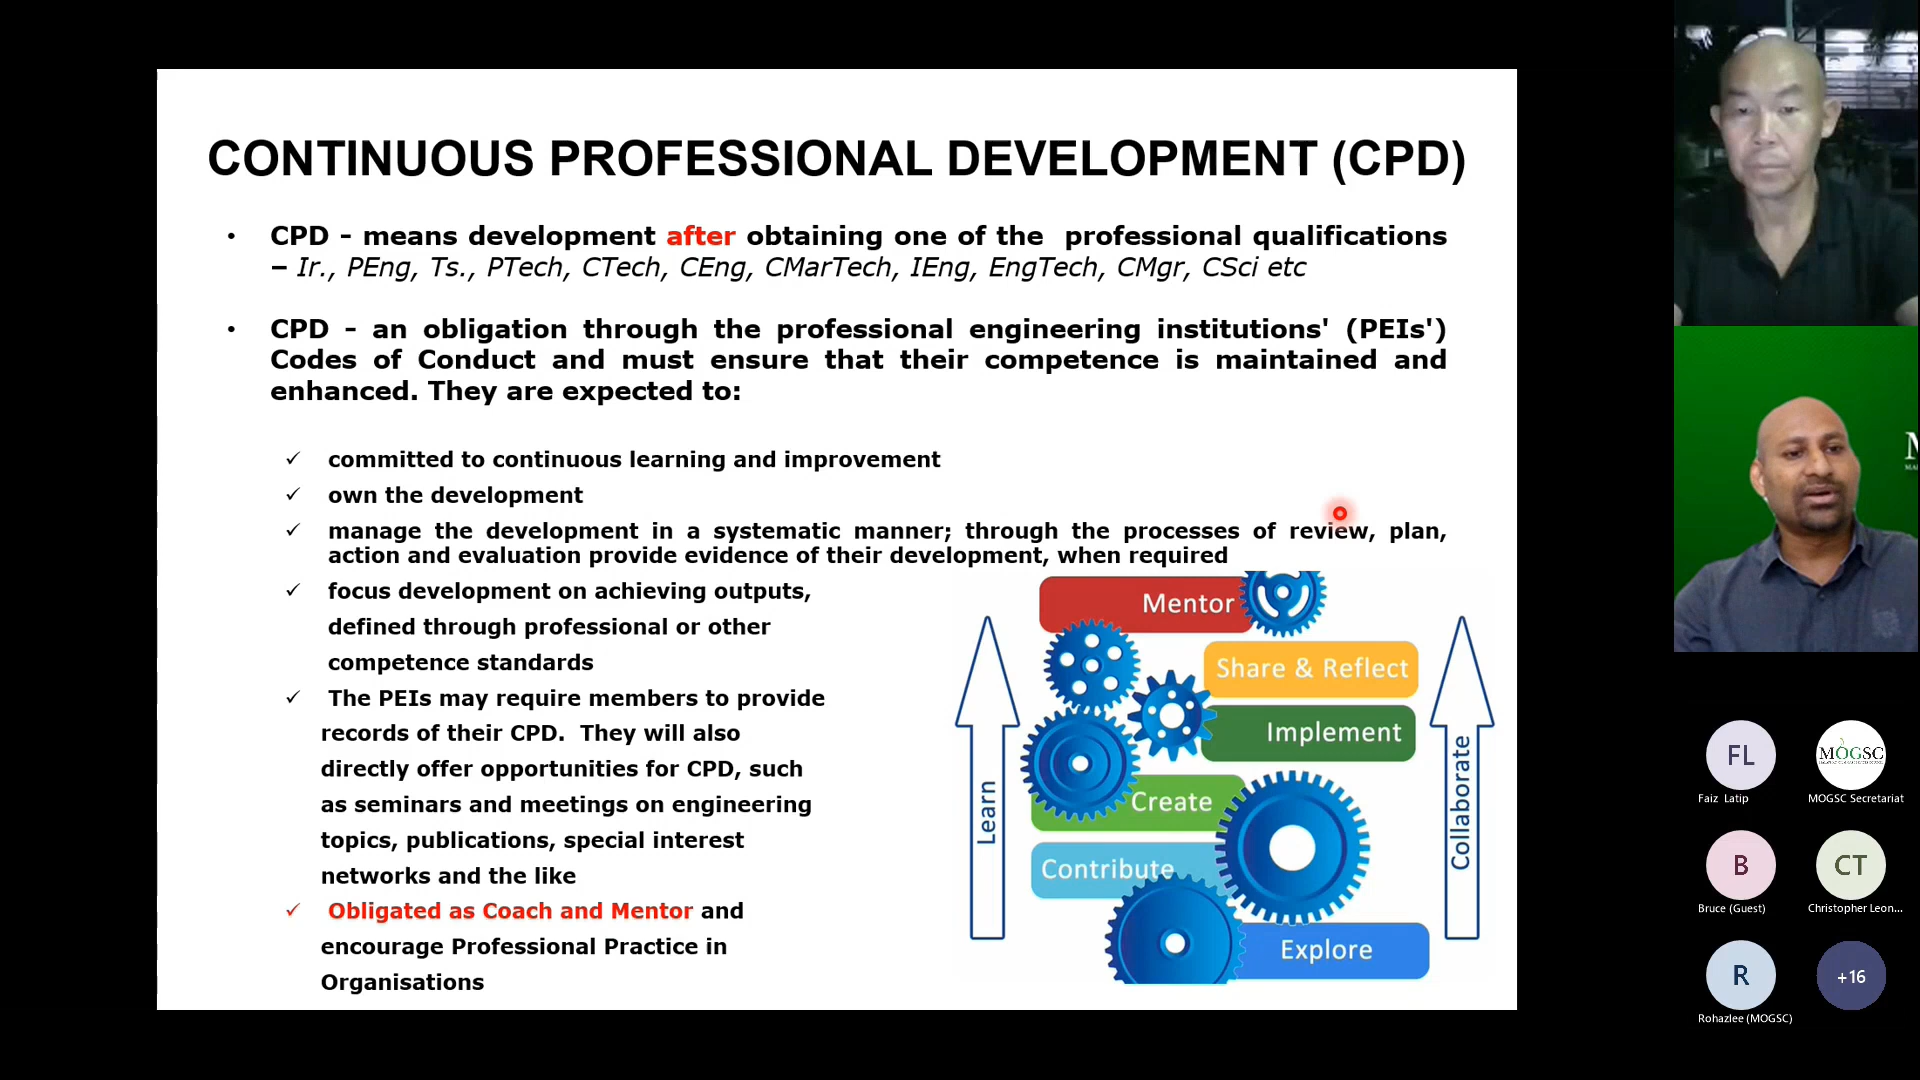 CONTINUOUS PROFESSIONAL DEVELOPMENT (CPD)
• CPD - means development after obtaining one of the professional qualifications
– Ir., PEng, Ts., PTech, CTech, CEng, CMarTech, IEng, EngTech, CMgr, CSci etc
• CPD - an obligation through the professional engineering institutions' (PEIs')
Codes of Conduct and must ensure that their competence is maintained and
enhanced. They are expected to:
✓ committed to continuous learning and improvement
✓ own the development
✓ manage the development in a systematic manner; through the processes of review, plan,
action and evaluation provide evidence of their development, when required
✓ focus development on achieving outputs,
defined through professional or other
competence standards
✓ The PEIs may require members to provide
records of their CPD. They will also
directly offer opportunities for CPD, such
as seminars and meetings on engineering
topics, publications, special interest
networks and the like
✓ Obligated as Coach and Mentor and
encourage Professional Practice in
Organisations
Mentor
Share & Reflect
Implement
Create
Contribute
Explore
Learn
Collaborate
FL
Faiz Latip
MOGSC
MOGSC Secretariat
B
Bruce (Guest)
CT
Christopher Leon...
R
Rohazlee (MOGSC)
+16